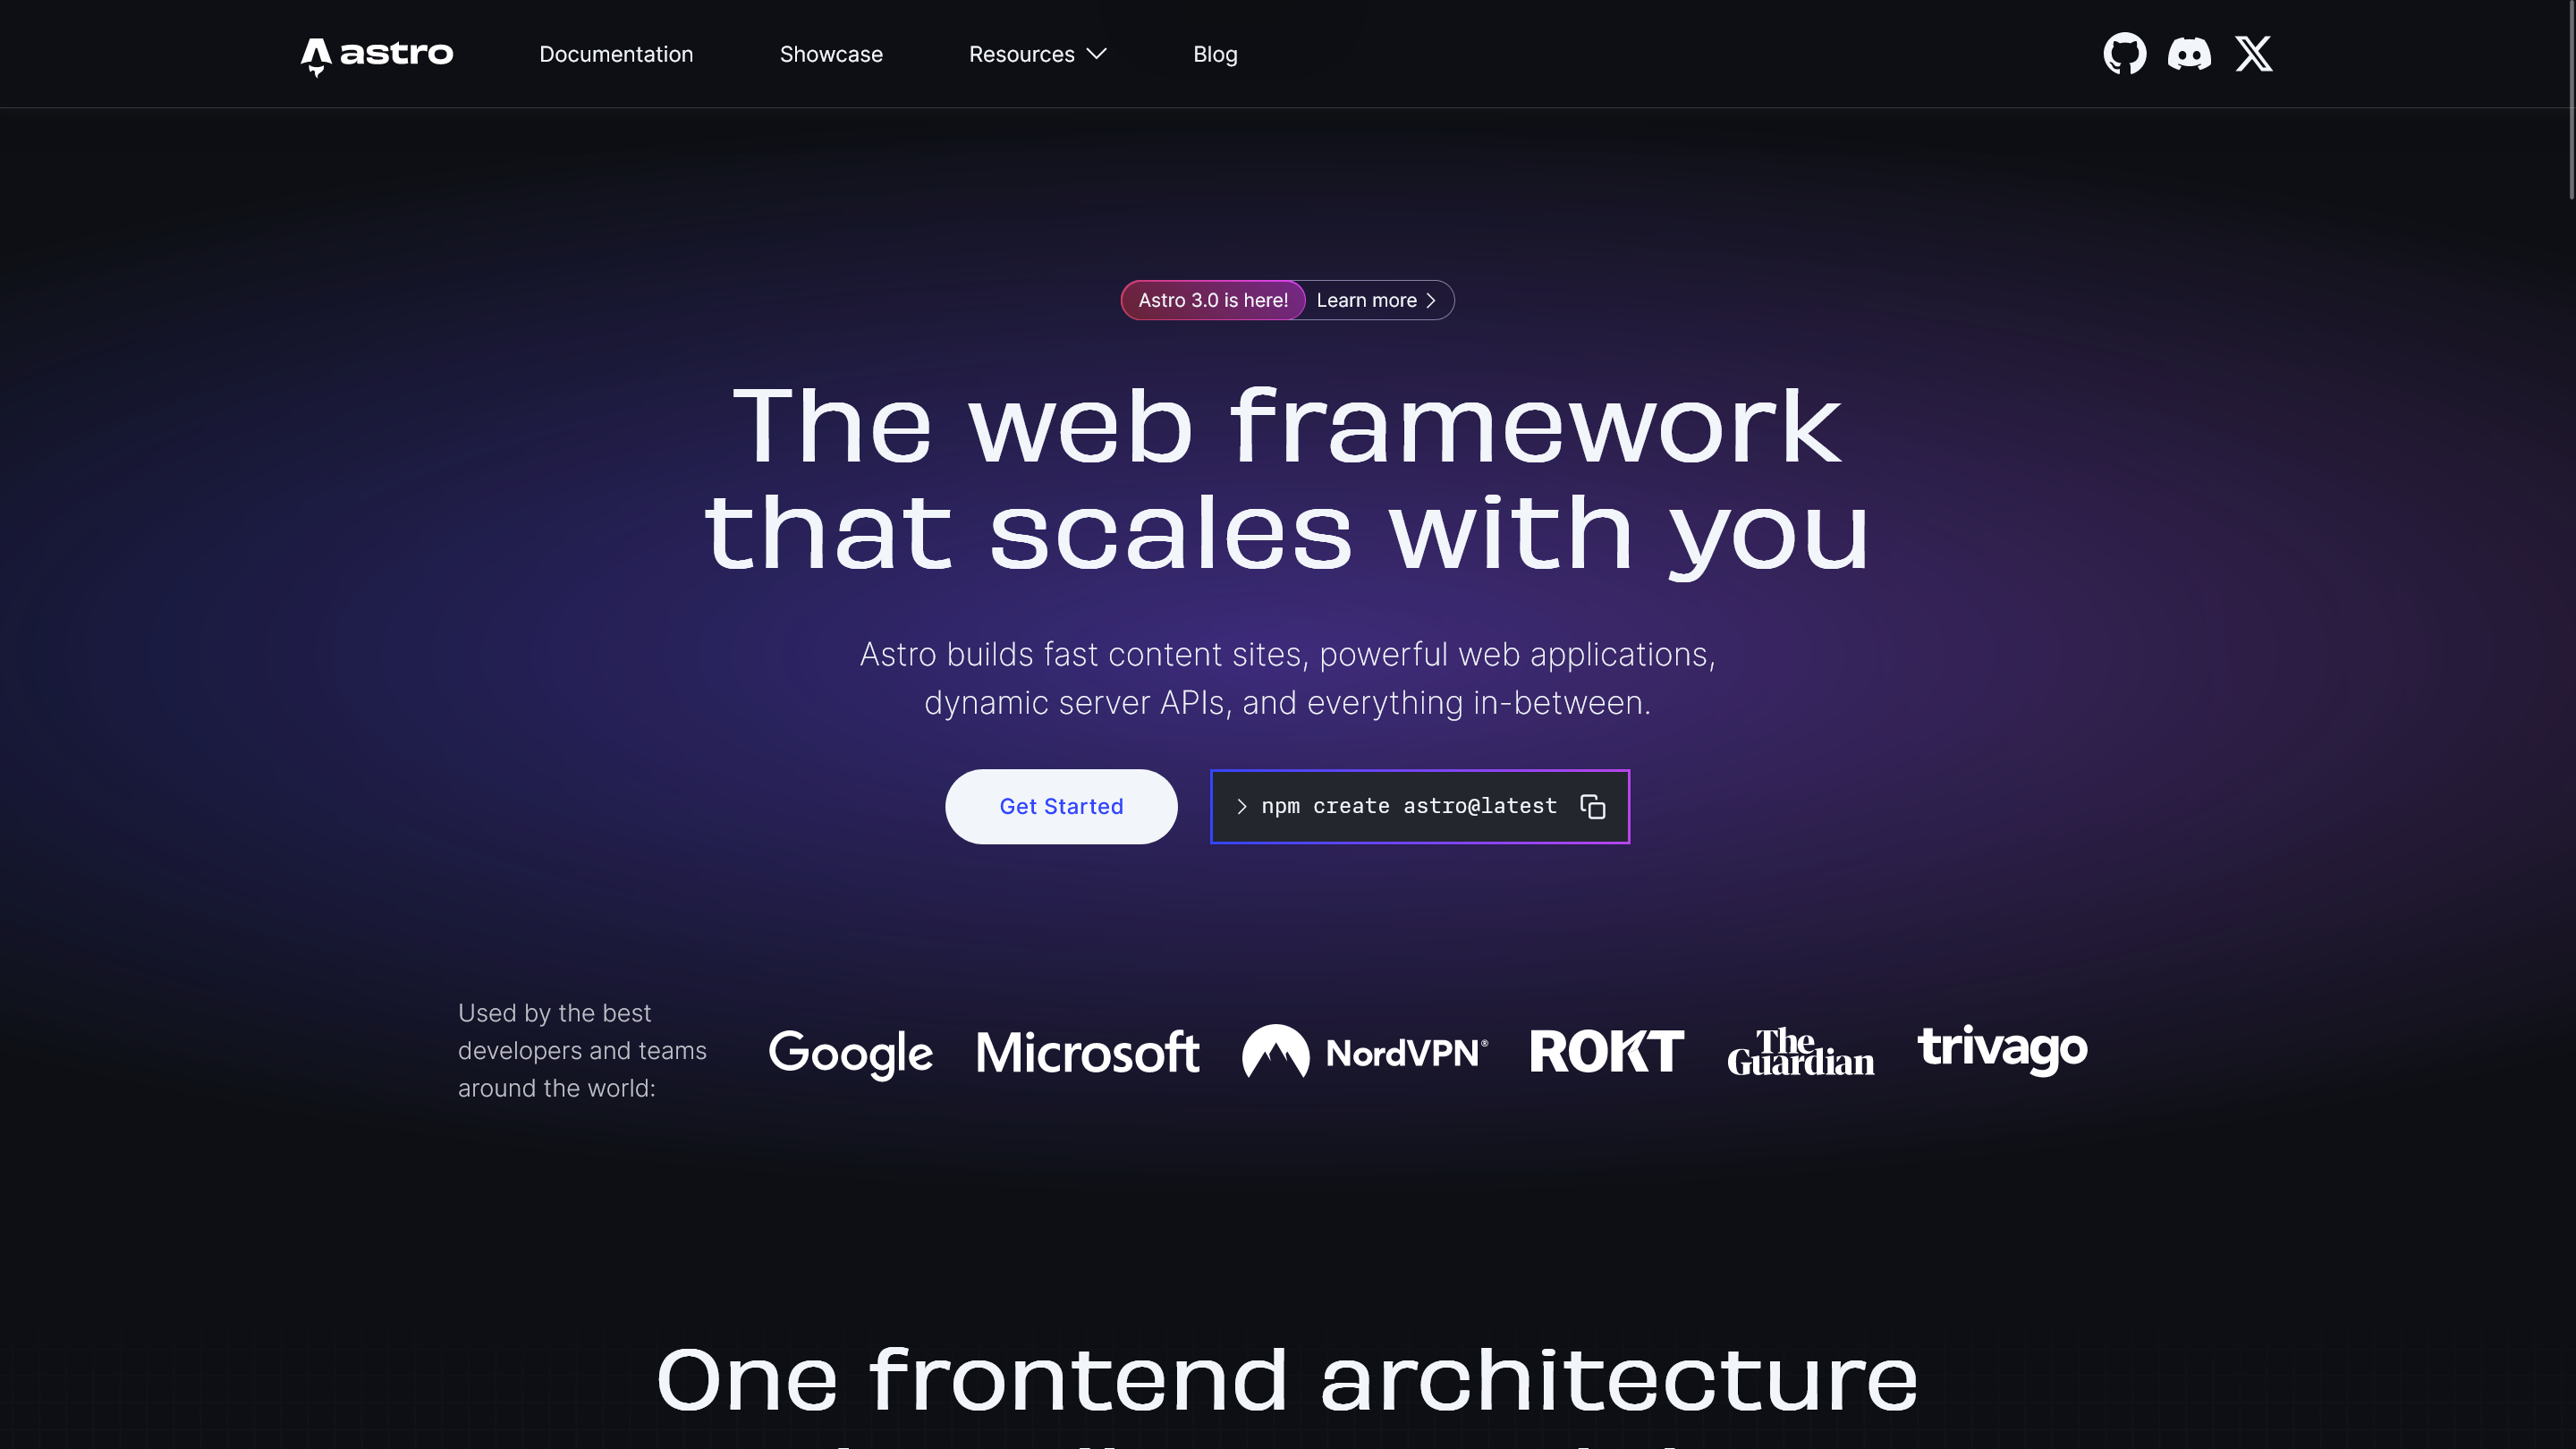 astro
Documentation
Showcase
Resources
Blog
Astro 3.0 is here! Learn more
The web framework
that scales with you
Astro builds fast content sites, powerful web applications,
dynamic server APIs, and everything in-between.
Get Started
> npm create astro@latest
Used by the best
developers and teams
around the world:
Google
Microsoft
NordVPN®
ROKT
The
Guardian
trivago
One frontend architecture